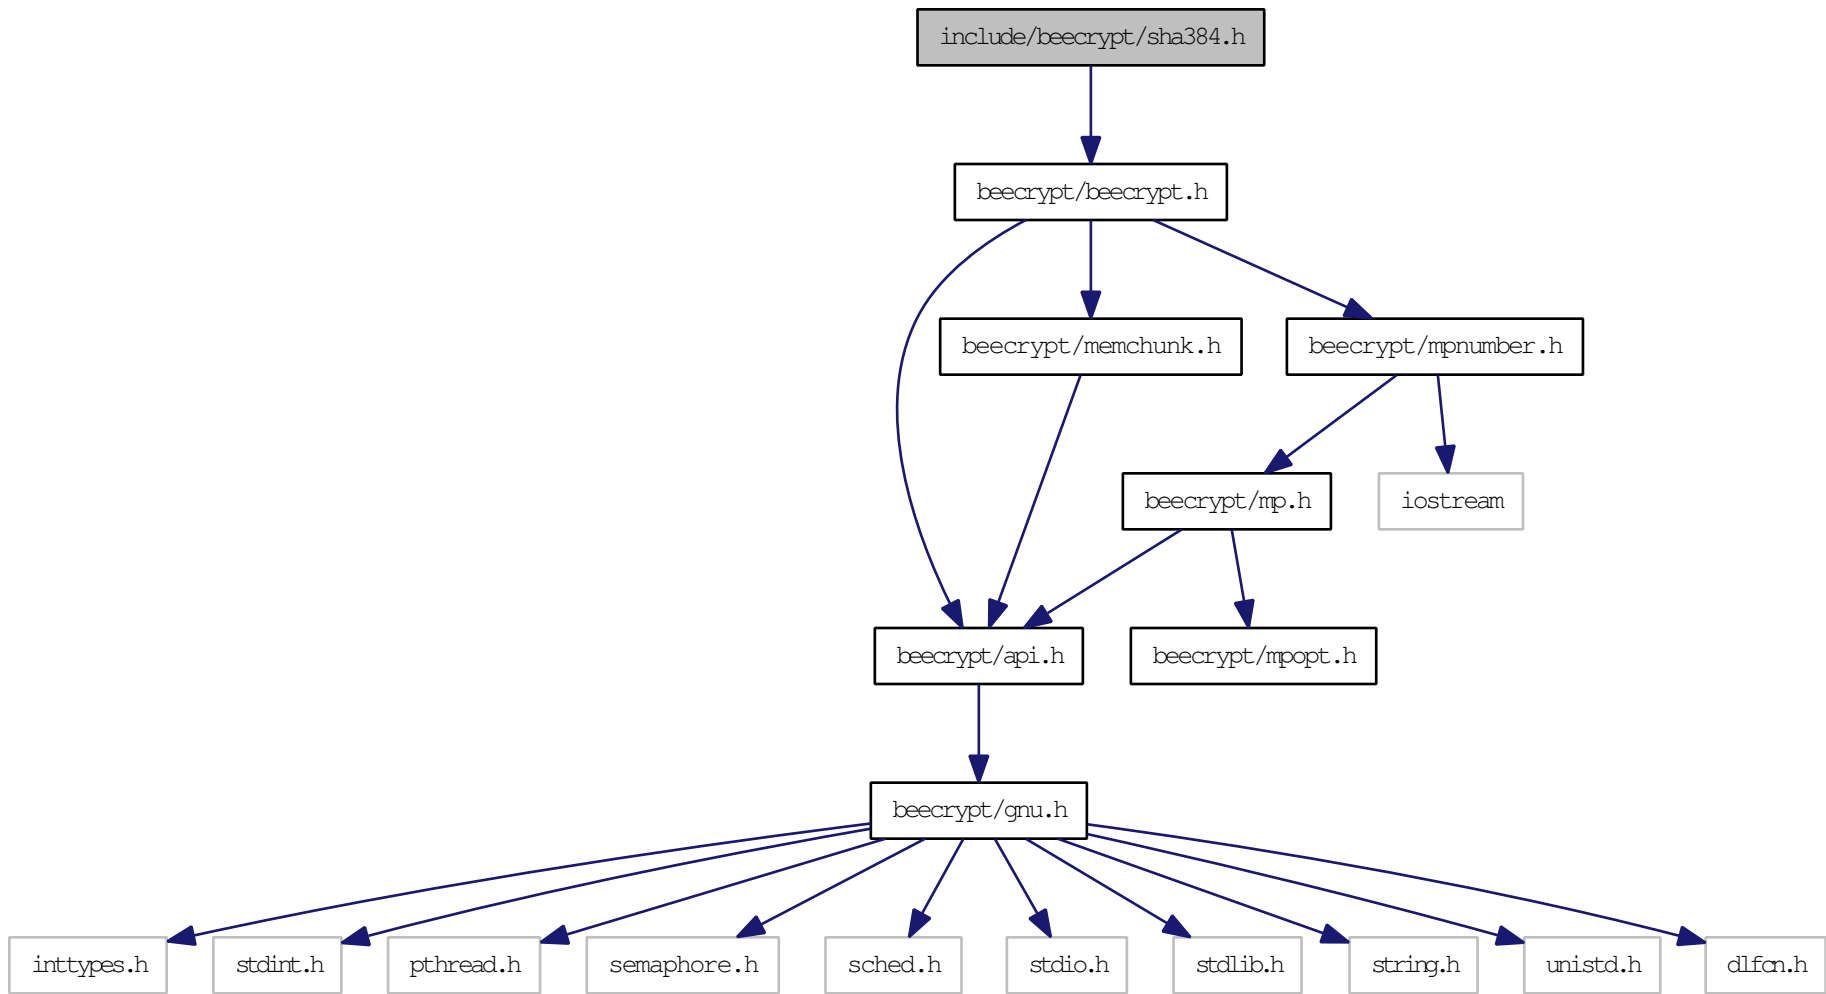 include/beecrypt/sha384.h
beecrypt/beecrypt.h
beecrypt/memchunk.h
beecrypt/mpnumber.h
beecrypt/mp.h
iostream
beecrypt/api.h
beecrypt/mpopt.h
beecrypt/gnu.h
inttypes.h
stdint.h
pthread.h
semaphore.h
sched.h
stdio.h
stdlib.h
string.h
unistd.h
dlfcn.h